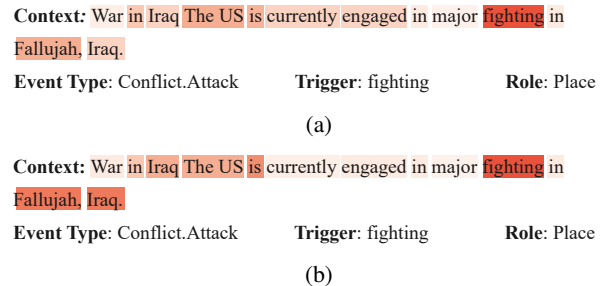 Context: War in Iraq The US is currently engaged in major fighting in
Fallujah, Iraq.
Event Type: Conflict.Attack Trigger: fighting Role: Place
(a)
Context: War in Iraq The US is currently engaged in major fighting in
Fallujah, Iraq.
Event Type: Conflict.Attack Trigger: fighting Role: Place
(b)